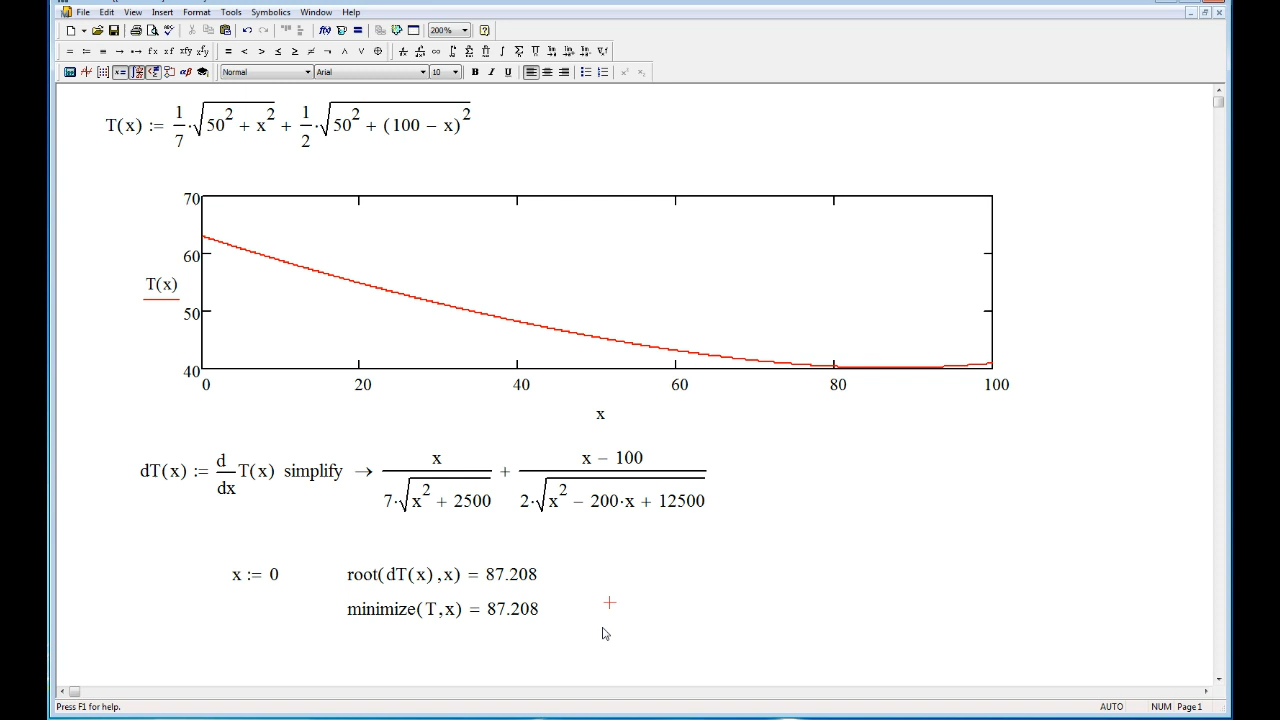 File Edit View Insert Format Tools Symbolics Window Help
200%
Normal Arial 10 B I U
T(x) := 1/7·√(50² + x²) + 1/2·√(50² + (100 − x)²)
70
60
T(x)
50
40
0 20 40 60 80 100
x
dT(x) := d/dx T(x) simplify → x/(7·√(x² + 2500)) + (x − 100)/(2·√(x² − 200·x + 12500))
x := 0 root(dT(x),x) = 87.208
minimize(T,x) = 87.208
Press F1 for help. AUTO NUM Page 1